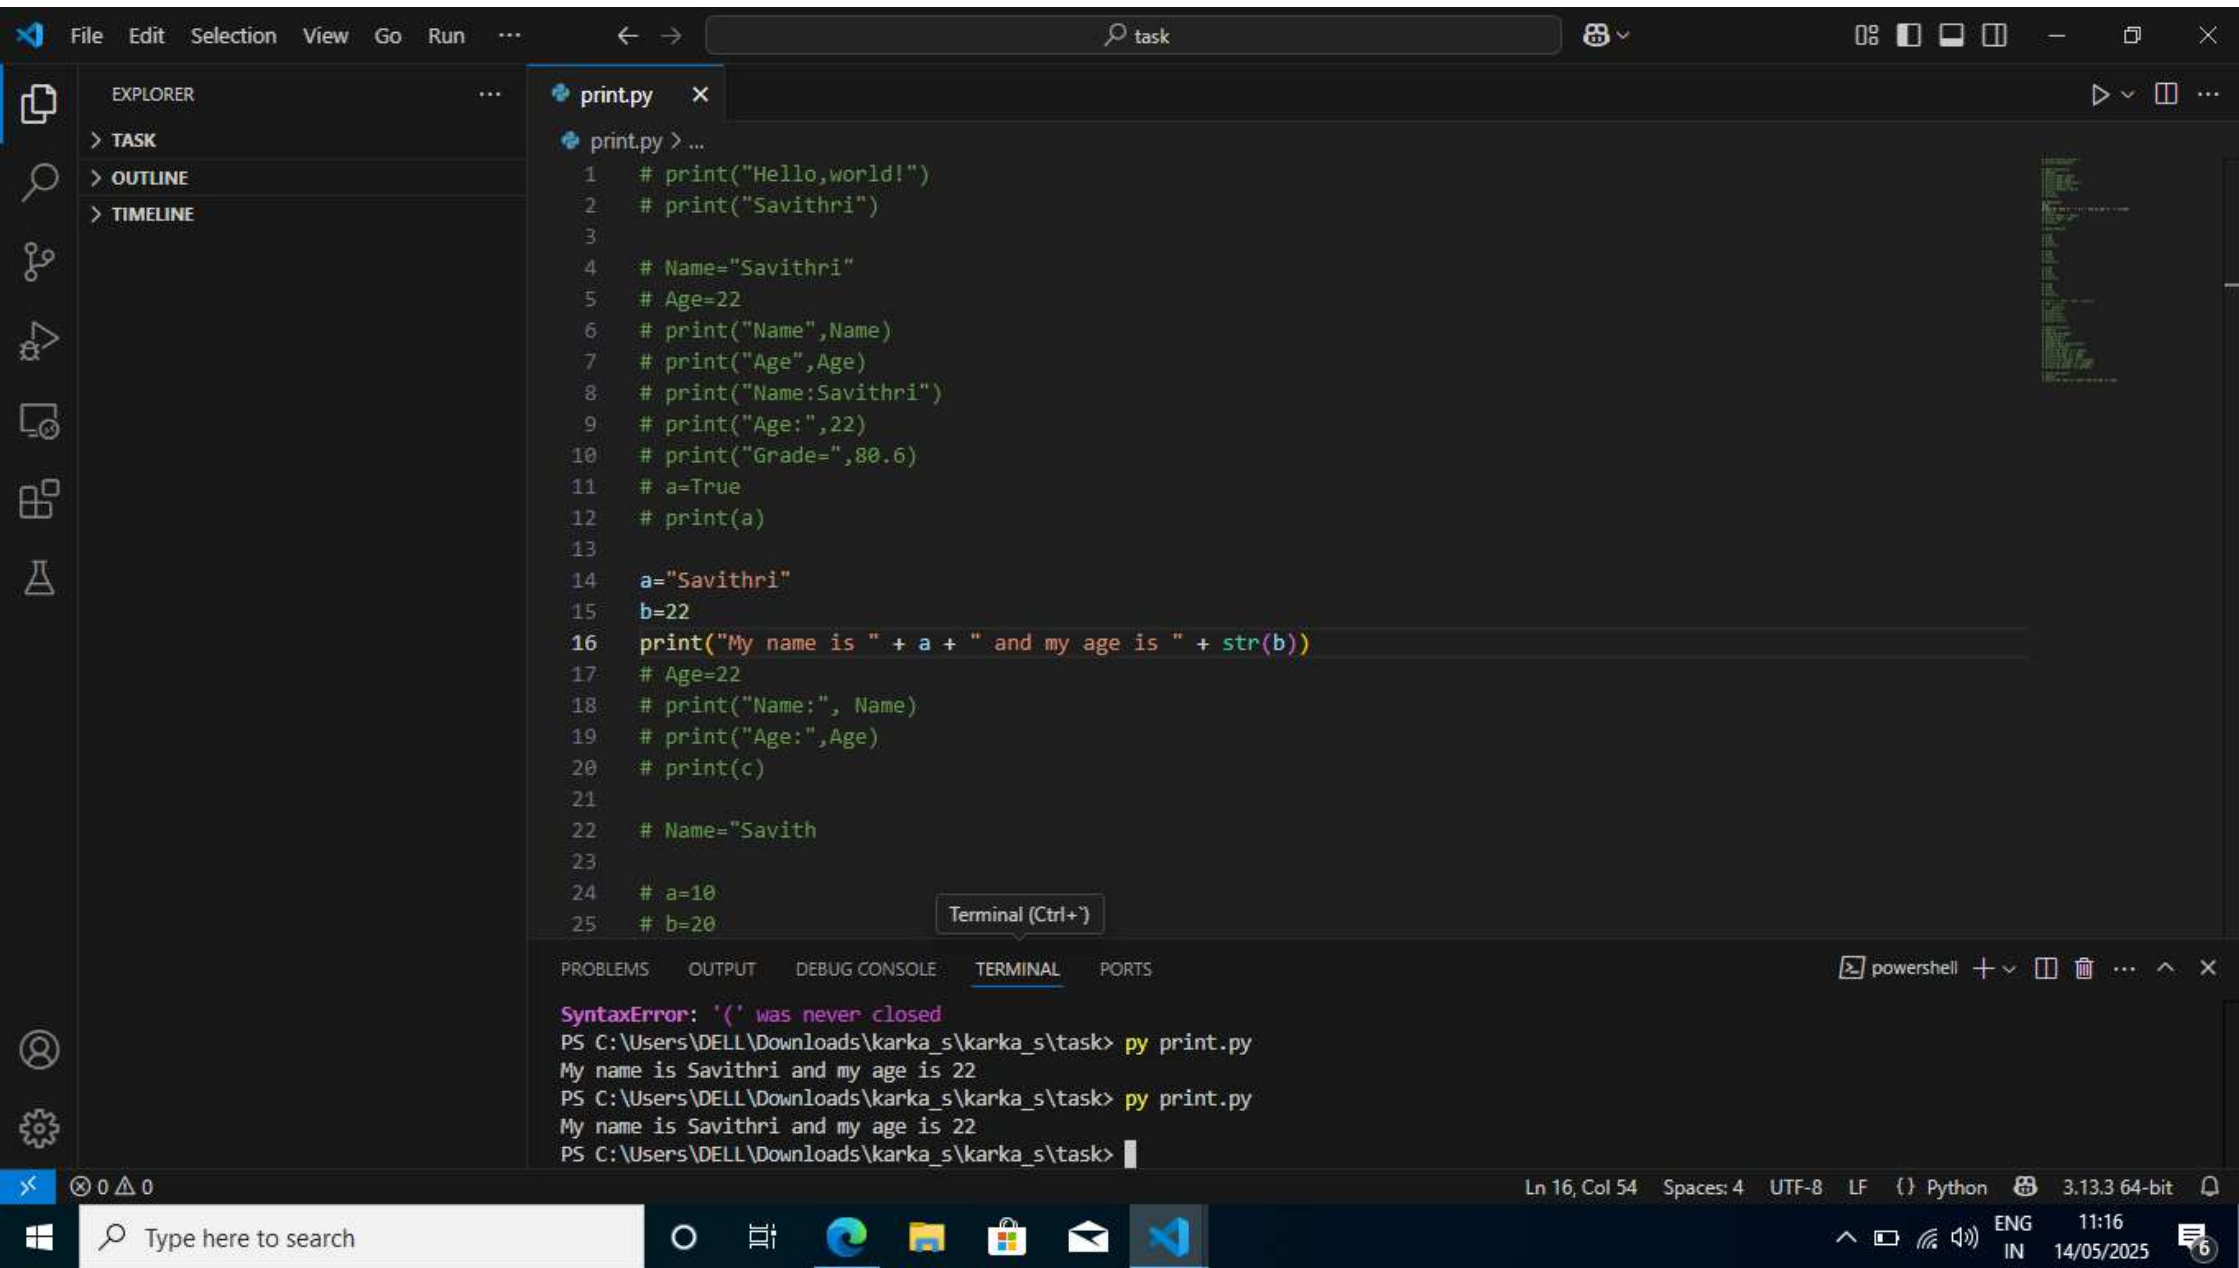 File Edit Selection View Go Run ··· task
EXPLORER ···
TASK
OUTLINE
TIMELINE
print.py
print.py > ...
1 # print("Hello,world!")
2 # print("Savithri")
3
4 # Name="Savithri"
5 # Age=22
6 # print("Name",Name)
7 # print("Age",Age)
8 # print("Name:Savithri")
9 # print("Age:",22)
10 # print("Grade=",80.6)
11 # a=True
12 # print(a)
13
14 a="Savithri"
15 b=22
16 print("My name is " + a + " and my age is " + str(b))
17 # Age=22
18 # print("Name:", Name)
19 # print("Age:",Age)
20 # print(c)
21
22 # Name="Savith
23
24 # a=10
25 # b=20
Terminal (Ctrl+`)
PROBLEMS OUTPUT DEBUG CONSOLE TERMINAL PORTS powershell
SyntaxError: '(' was never closed
PS C:\Users\DELL\Downloads\karka_s\karka_s\task> py print.py
My name is Savithri and my age is 22
PS C:\Users\DELL\Downloads\karka_s\karka_s\task> py print.py
My name is Savithri and my age is 22
PS C:\Users\DELL\Downloads\karka_s\karka_s\task>
0 0 Ln 16, Col 54 Spaces: 4 UTF-8 LF {} Python 3.13.3 64-bit
Type here to search
ENG
IN
11:16
14/05/2025
6